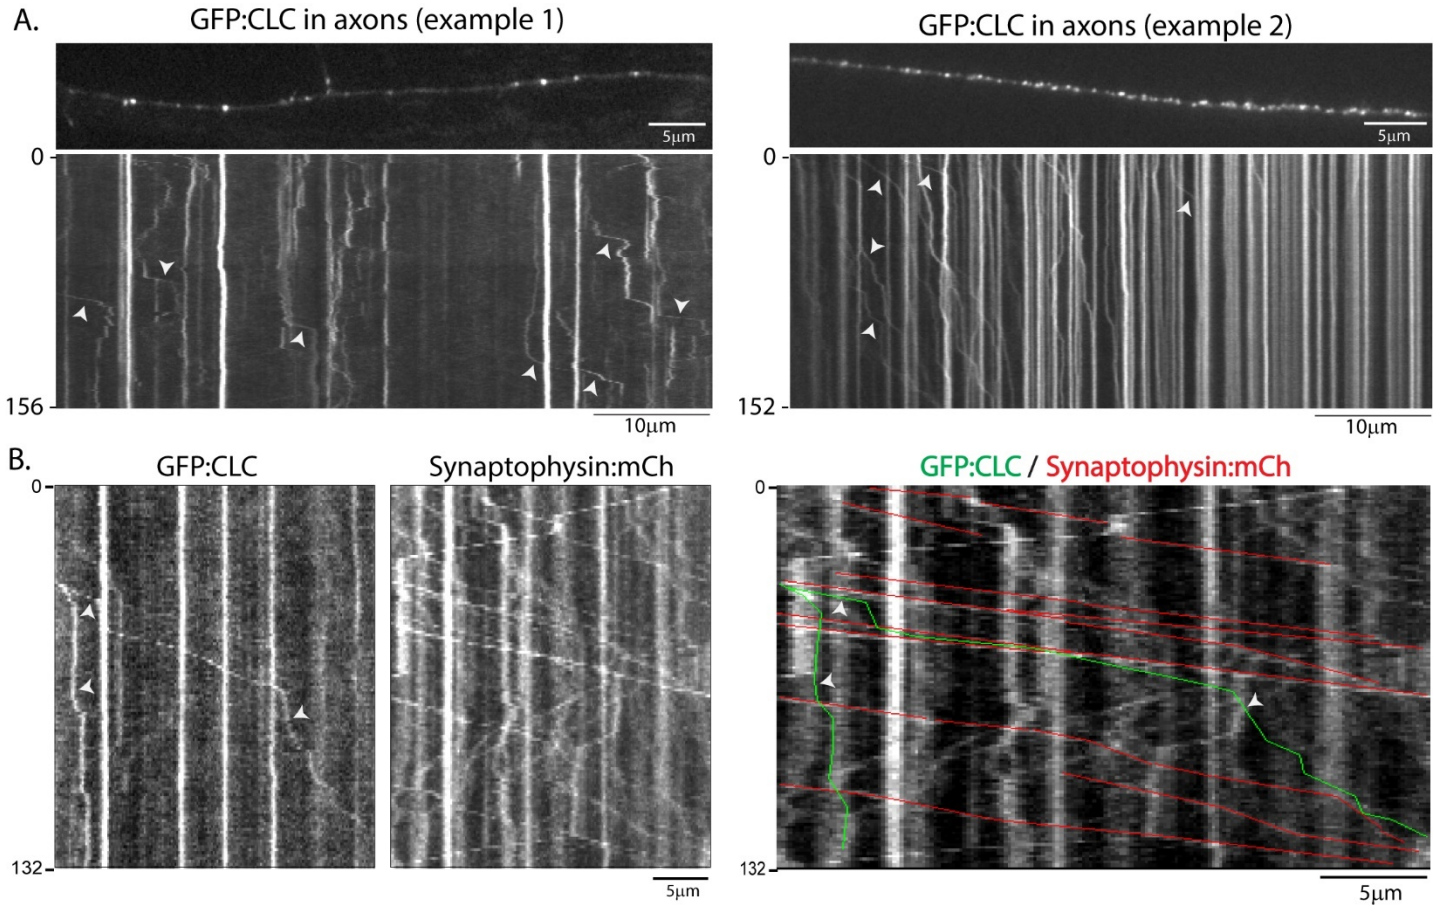 A.
GFP:CLC in axons (example 1)
GFP:CLC in axons (example 2)
5μm
5μm
0 -
0 -
156 -
152 -
10μm
10μm
B.
GFP:CLC
Synaptophysin:mCh
GFP:CLC / Synaptophysin:mCh
0-
0-
132-
132-
5μm
5μm